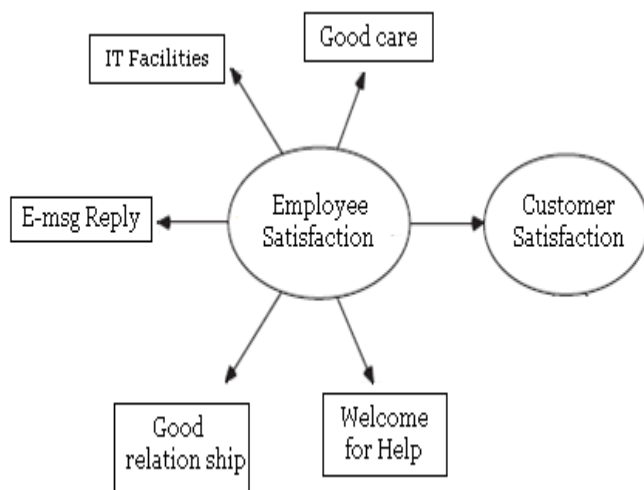 Good care
IT Facilities
Employee
Satisfaction
Customer
Satisfaction
E-msg Reply
Good
relation ship
Welcome
for Help